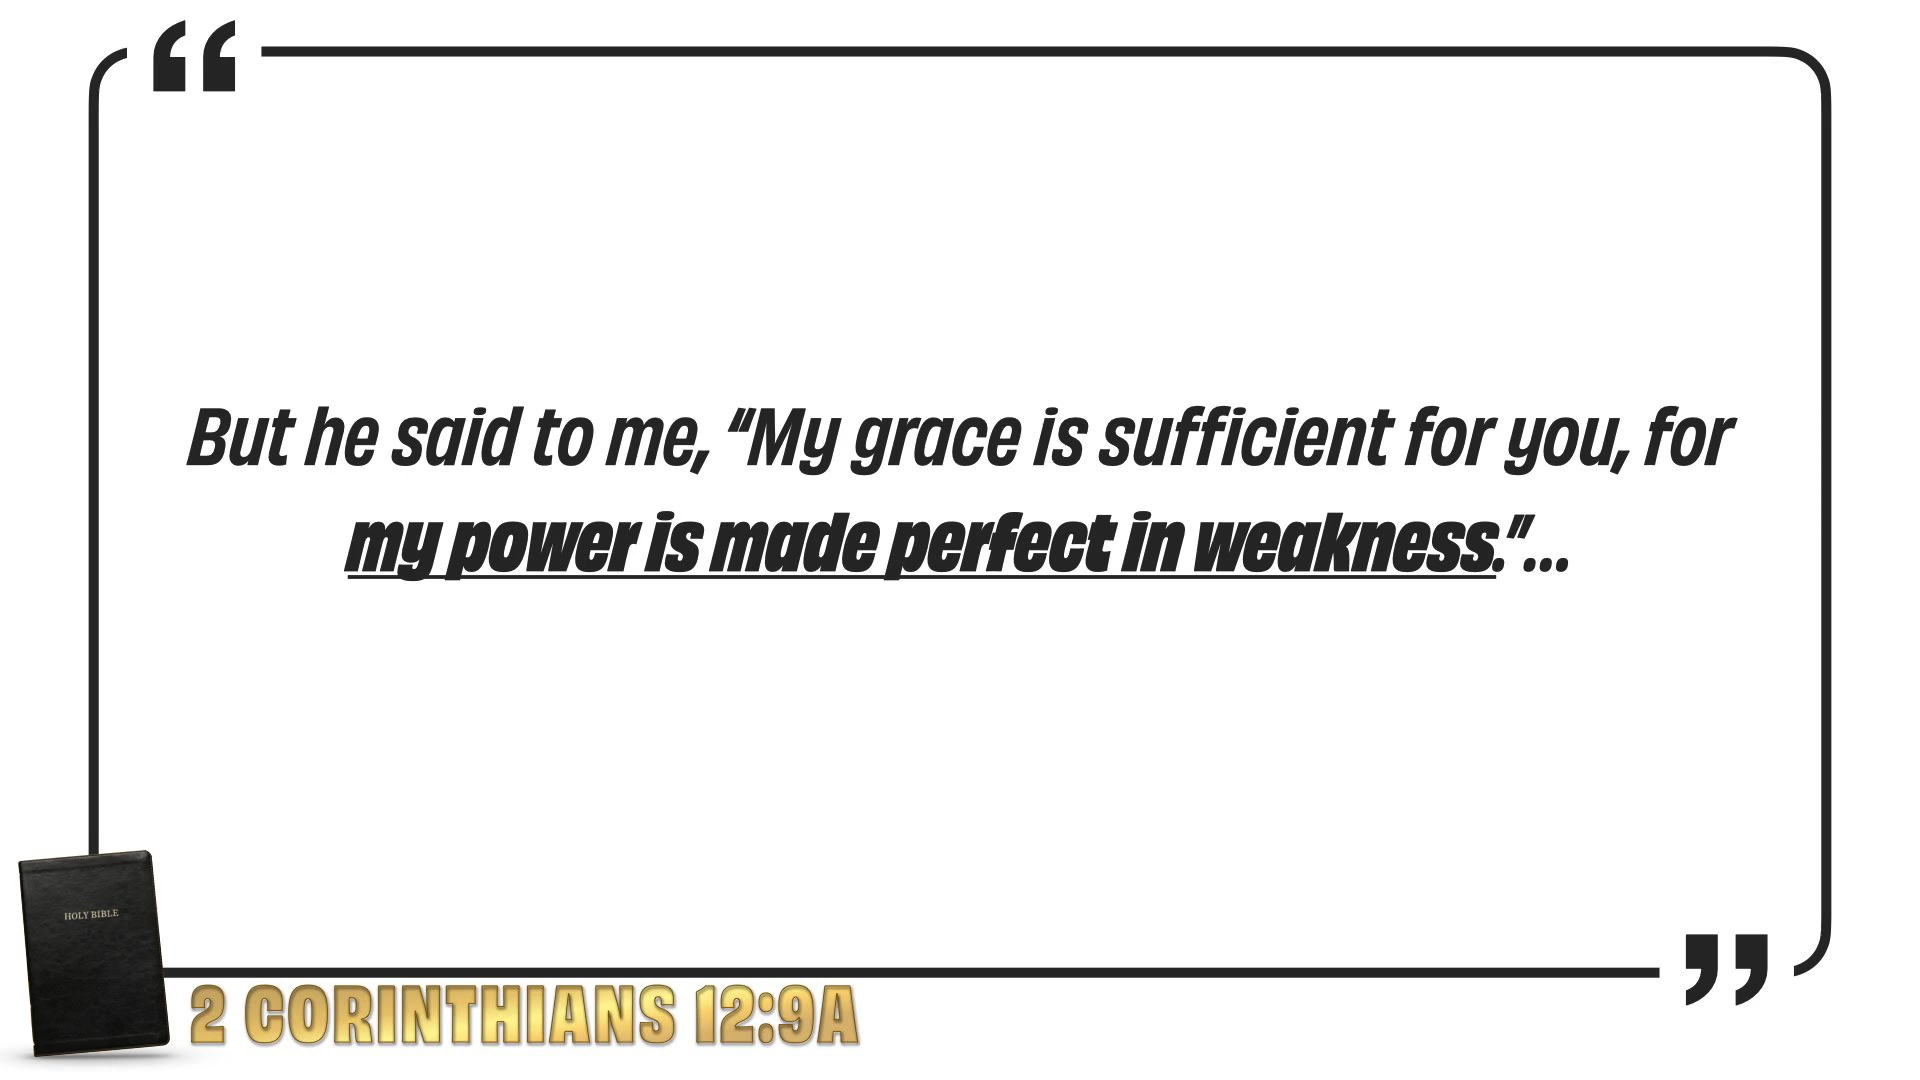 “
But he said to me, “My grace is sufficient for you, for
my power is made perfect in weakness.”...
”
HOLY BIBLE
2 CORINTHIANS 12:9A